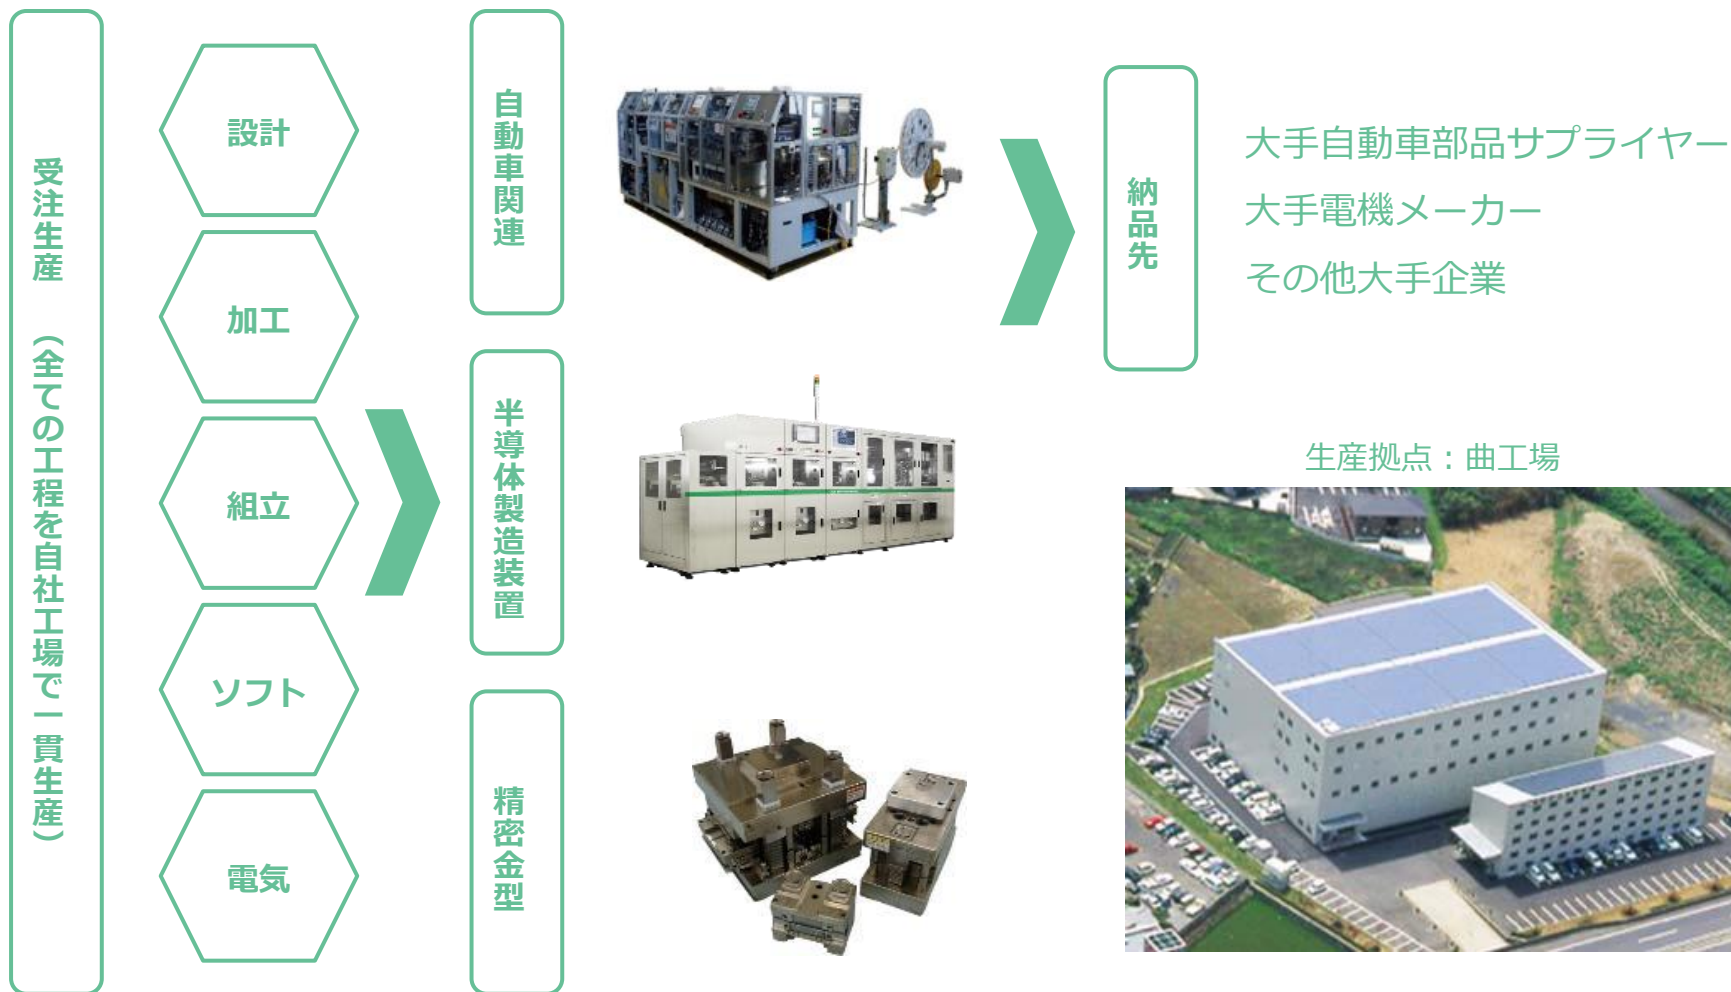 受注生産 （全ての工程を自社工場で一貫生産）
設計
加工
組立
ソフト
電気
自動車関連
半導体製造装置
精密金型
納品先
大手自動車部品サプライヤー
大手電機メーカー
その他大手企業
生産拠点：曲工場